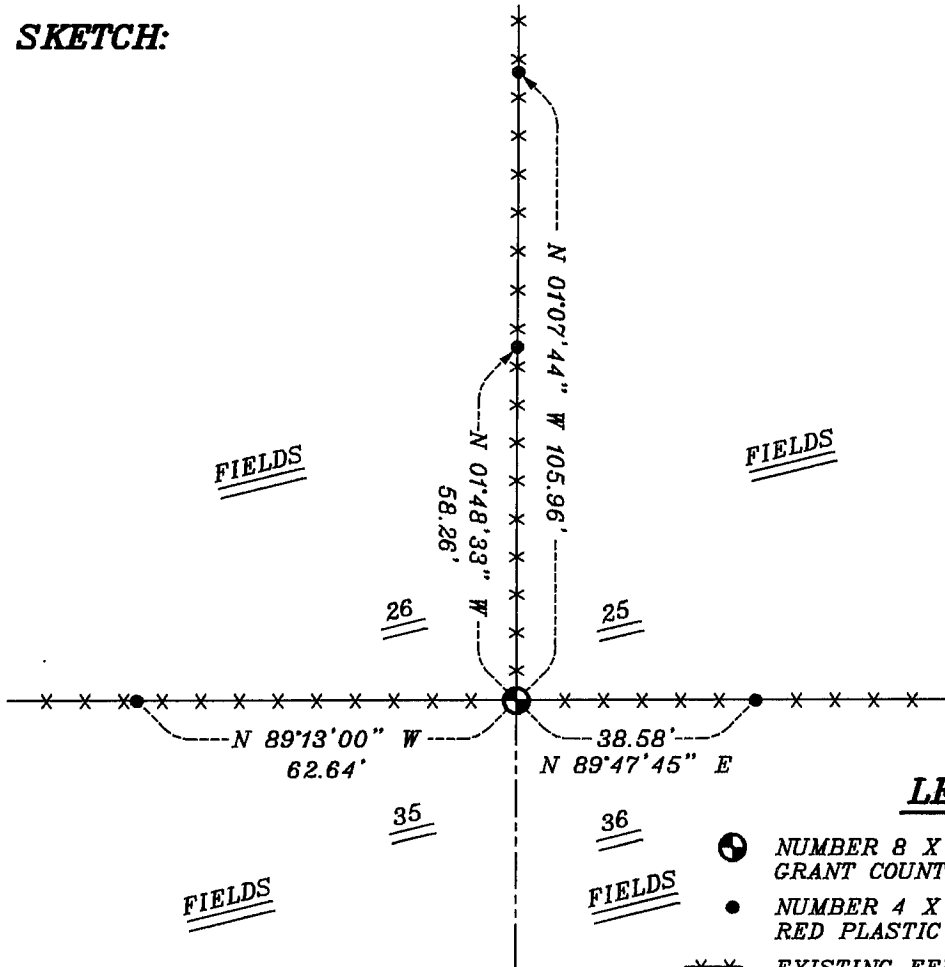 SKETCH:
N 01°07'44" W 105.96'
N 01°48'33" W
58.26'
FIELDS
FIELDS
26
25
N 89°13'00" W
62.64'
38.58'
N 89°47'45" E
35
36
FIELDS
FIELDS
NUMBER 8 X
GRANT COUNT
NUMBER 4 X
RED PLASTIC
EXISTING